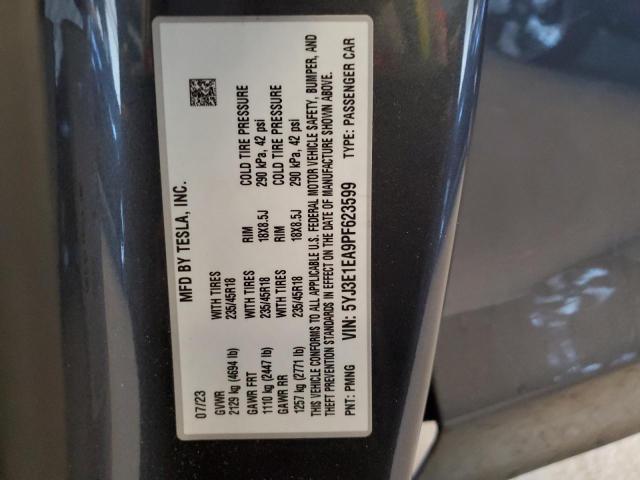 MFD BY TESLA, INC.
07/23
GVWR
2129 kg (4694 lb)
WITH TIRES
235/45R18
RIM
18X8.5J
COLD TIRE PRESSURE
290 kPa, 42 psi
GAWR FRT
1110 kg (2447 lb)
WITH TIRES
235/45R18
RIM
18X8.5J
COLD TIRE PRESSURE
290 kPa, 42 psi
GAWR RR
1257 kg (2771 lb)
THIS VEHICLE CONFORMS TO ALL APPLICABLE U.S. FEDERAL MOTOR VEHICLE SAFETY, BUMPER, AND
THEFT PREVENTION STANDARDS IN EFFECT ON THE DATE OF MANUFACTURE SHOWN ABOVE.
VIN: 5YJ3E1EA9PF623599
TYPE: PASSENGER CAR
PNT: PMNG